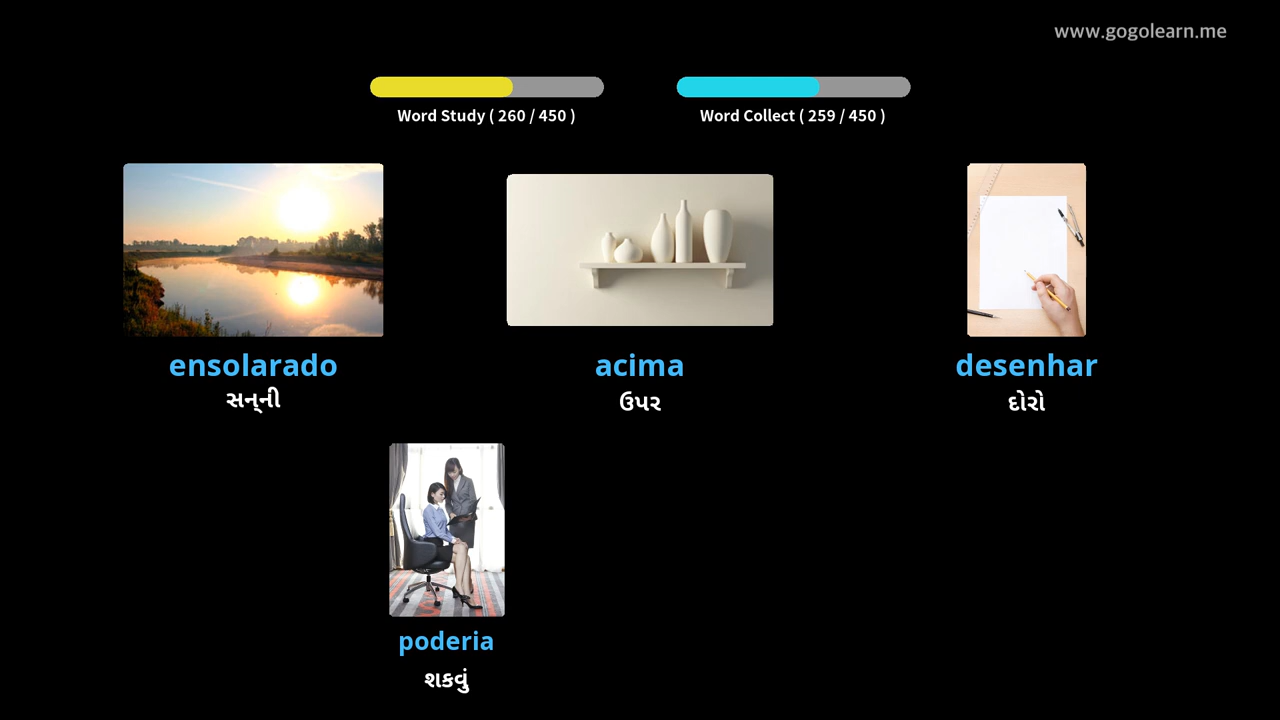 www.gogolearn.me
Word Study ( 260 / 450 )
Word Collect ( 259 / 450 )
ensolarado
સન્ની
acima
ઉપર
desenhar
દોરો
poderia
શકવું